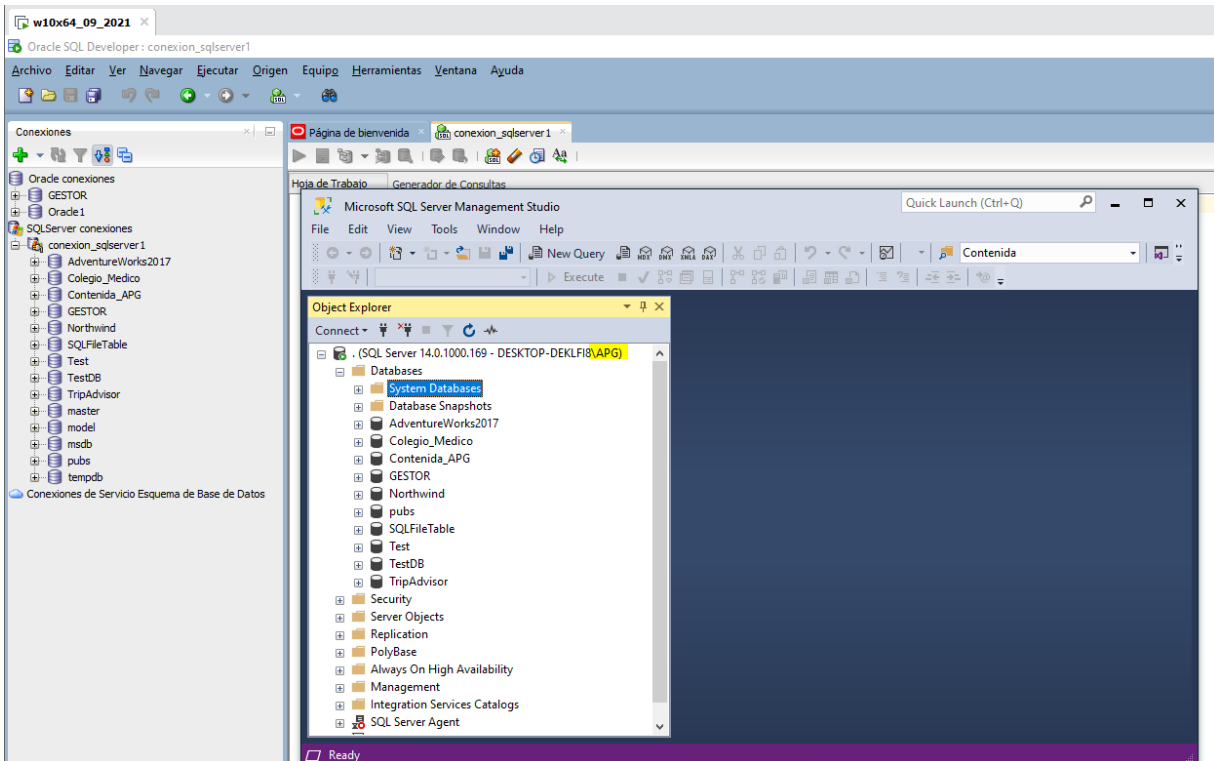 w10x64_09_2021
Oracle SQL Developer : conexion_sqlserver1
Archivo Editar Ver Navegar Ejecutar Origen Equipo Herramientas Ventana Ayuda
Conexiones
Oracle conexiones
GESTOR
Oracle1
SQLServer conexiones
conexion_sqlserver1
AdventureWorks2017
Colegio_Medico
Contenida_APG
GESTOR
Northwind
SQLFileTable
Test
TestDB
TripAdvisor
master
model
msdb
pubs
tempdb
Conexiones de Servicio Esquema de Base de Datos
Página de bienvenida
conexion_sqlserver1
Hoja de Trabajo Generador de Consultas
Microsoft SQL Server Management Studio
Quick Launch (Ctrl+Q)
File Edit View Tools Window Help
New Query MDX DMX XMLA DAX Contenida
Execute
Object Explorer
Connect
. (SQL Server 14.0.1000.169 - DESKTOP-DEKLFI8\APG)
Databases
System Databases
Database Snapshots
AdventureWorks2017
Colegio_Medico
Contenida_APG
GESTOR
Northwind
pubs
SQLFileTable
Test
TestDB
TripAdvisor
Security
Server Objects
Replication
PolyBase
Always On High Availability
Management
Integration Services Catalogs
SQL Server Agent
Ready